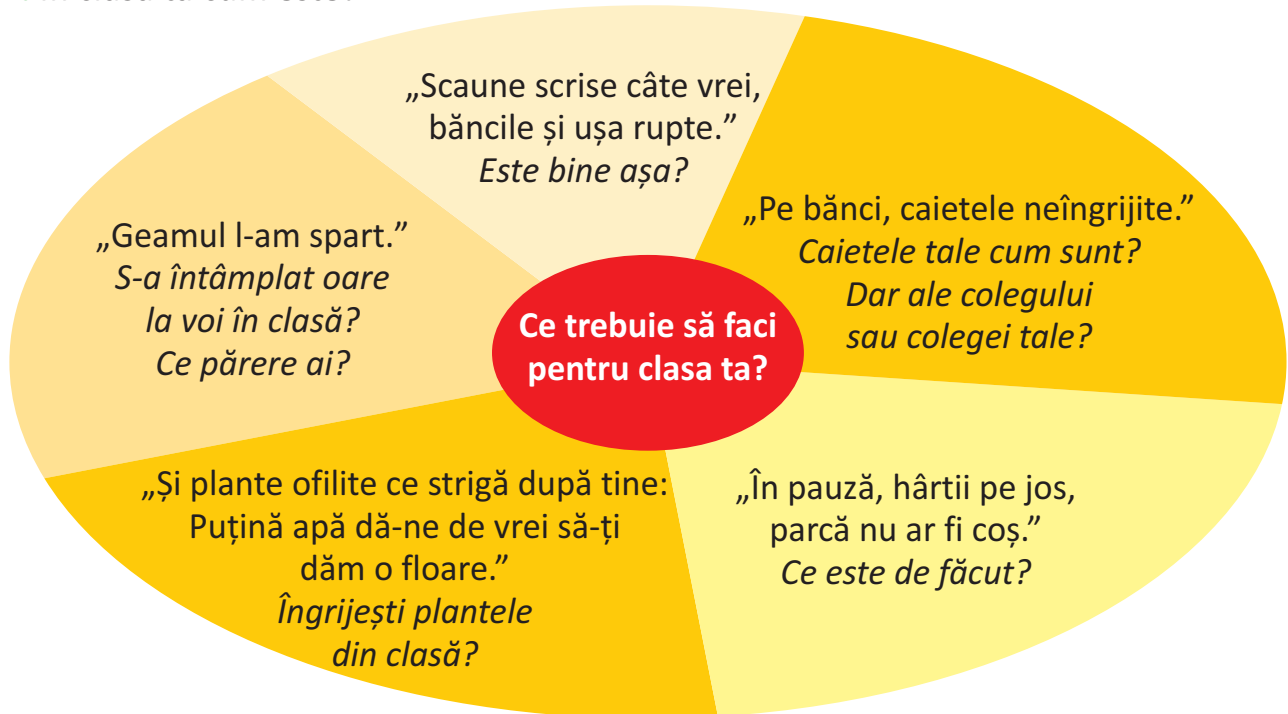 „Scaune scrise câte vrei,
băncile și ușa rupte.”
Este bine așa?
„Pe bănci, caietele neîngrijite.”
Caietele tale cum sunt?
Dar ale colegului
sau colegei tale?
„Geamul l-am spart.”
S-a întâmplat oare
la voi în clasă?
Ce părere ai?
Ce trebuie să faci
pentru clasa ta?
„Și plante ofilite ce strigă după tine:
Puțină apă dă-ne de vrei să-ți
dăm o floare.”
Îngrijești plantele
din clasă?
„În pauză, hârtii pe jos,
parcă nu ar fi coș.”
Ce este de făcut?